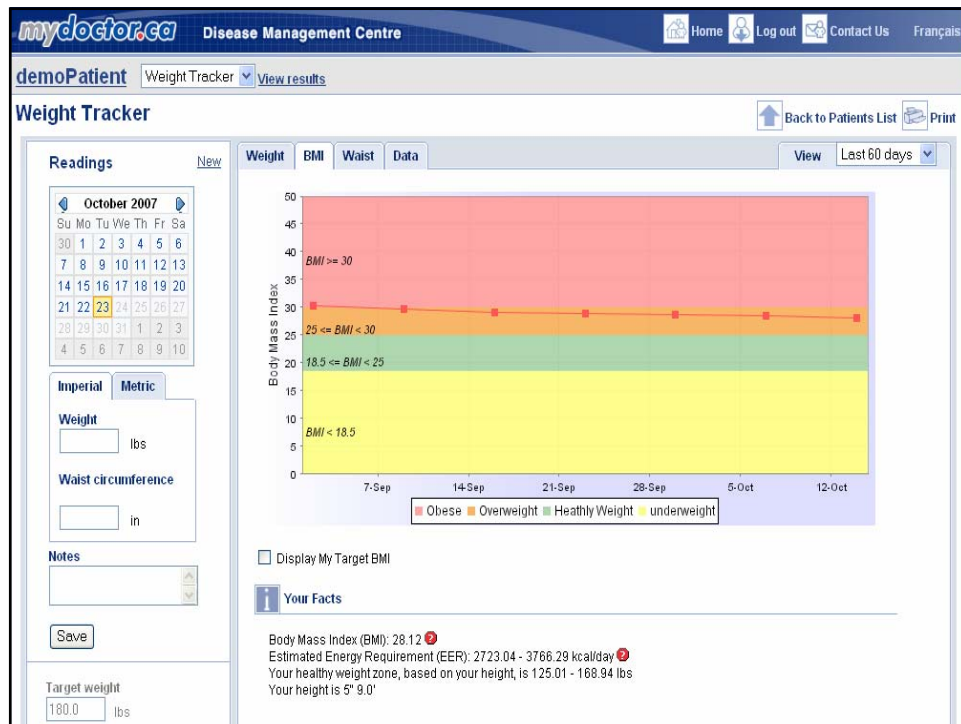 mydoctor.ca Disease Management Centre Home Log out Contact Us Français
demoPatient Weight Tracker View results
Weight Tracker Back to Patients List Print
Readings New
October 2007
Su Mo Tu We Th Fr Sa
30 1 2 3 4 5 6
7 8 9 10 11 12 13
14 15 16 17 18 19 20
21 22 23 24 25 26 27
28 29 30 31 1 2 3
4 5 6 7 8 9 10
Imperial Metric
Weight
lbs
Waist circumference
in
Notes
Save
Target weight
180.0 lbs
Weight BMI Waist Data View Last 60 days
Body Mass Index
50
45
40
35
30
25
20
15
10
5
0
BMI >= 30
25 <= BMI < 30
18.5 <= BMI < 25
BMI < 18.5
7-Sep 14-Sep 21-Sep 28-Sep 5-Oct 12-Oct
Obese Overweight Heathly Weight underweight
Display My Target BMI
i Your Facts
Body Mass Index (BMI): 28.12 ?
Estimated Energy Requirement (EER): 2723.04 - 3766.29 kcal/day ?
Your healthy weight zone, based on your height, is 125.01 - 168.94 lbs
Your height is 5" 9.0'